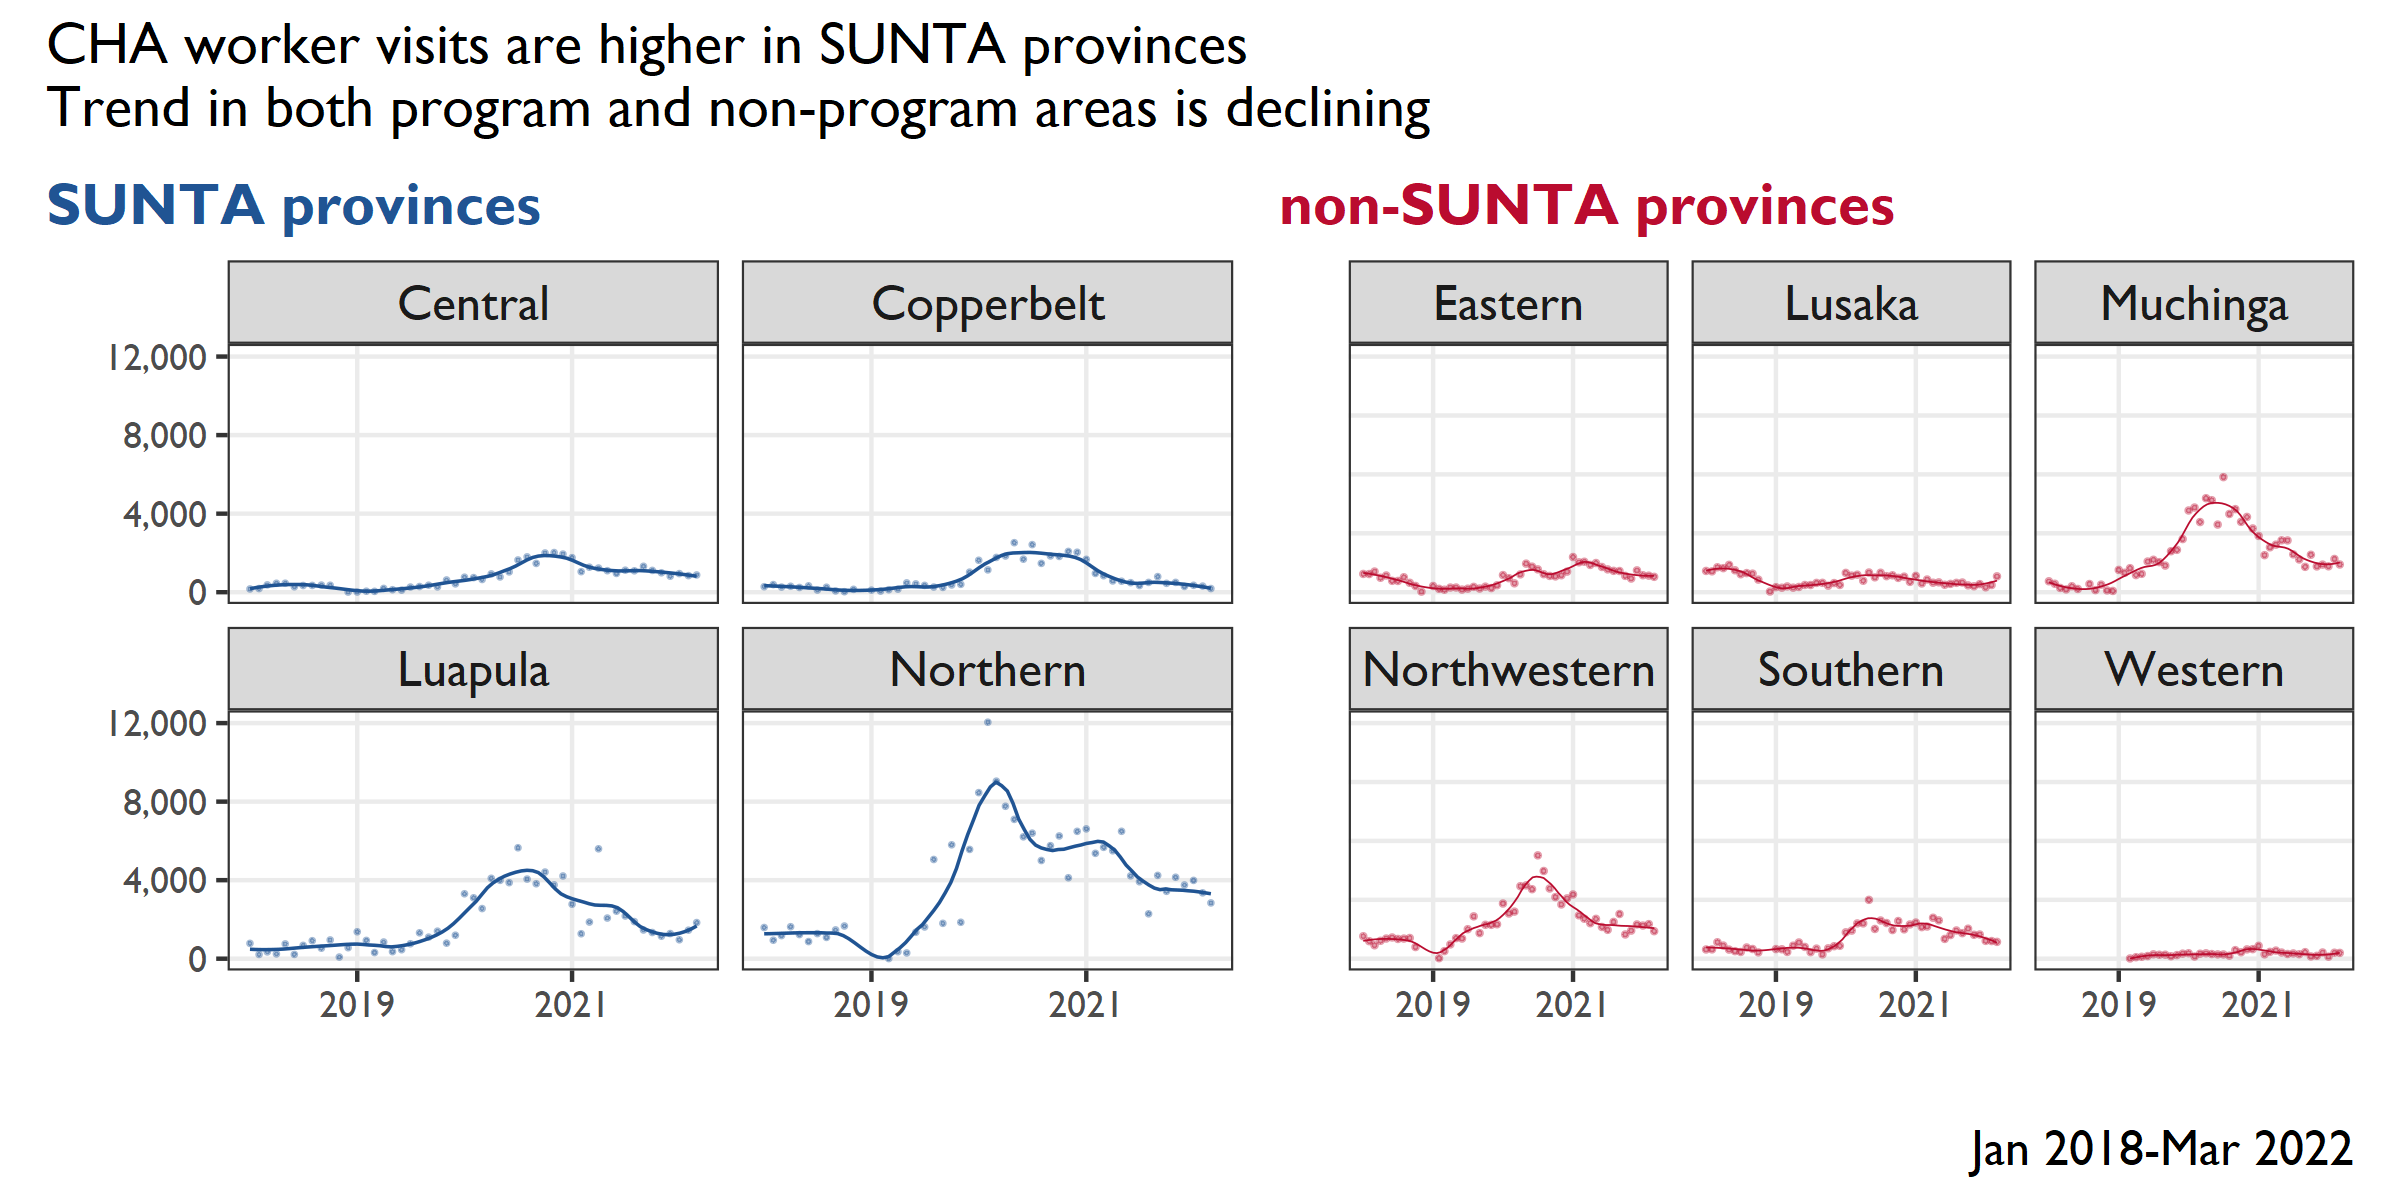 CHA worker visits are higher in SUNTA provinces
Trend in both program and non-program areas is declining
SUNTA provinces
non-SUNTA provinces
Central
Copperbelt
Eastern
Lusaka
Muchinga
12,000
8,000
4,000
0
Luapula
Northern
Northwestern
Southern
Western
12,000
8,000
4,000
0
2019
2021
2019
2021
2019
2021
2019
2021
2019
2021
Jan 2018-Mar 2022